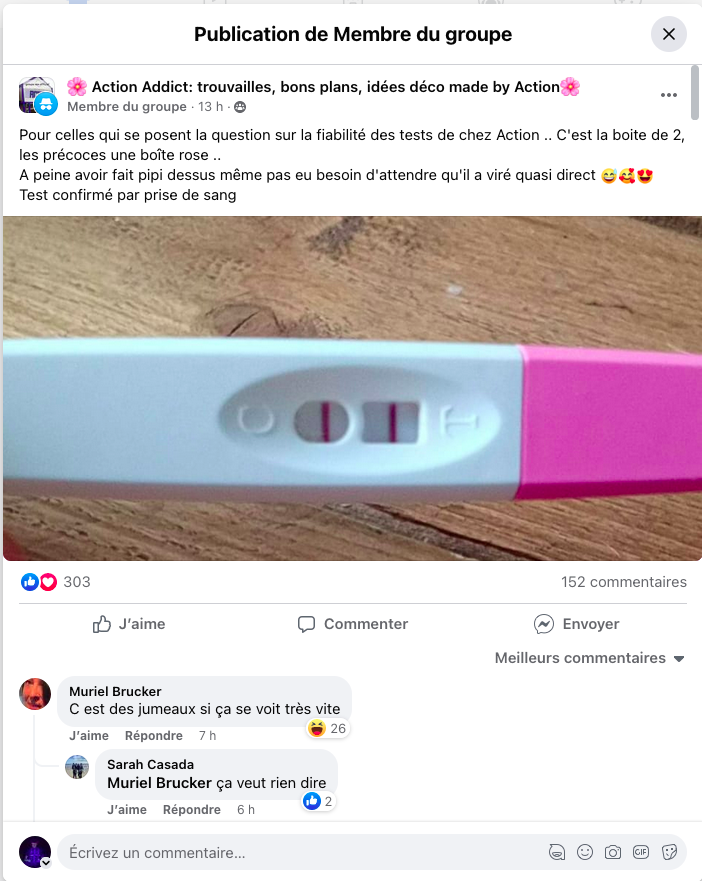 Publication de Membre du groupe
🌸 Action Addict: trouvailles, bons plans, idées déco made by Action🌸
Membre du groupe · 13 h ·
Pour celles qui se posent la question sur la fiabilité des tests de chez Action .. C'est la boite de 2,
les précoces une boîte rose ..
A peine avoir fait pipi dessus même pas eu besoin d'attendre qu'il a viré quasi direct 😅🥰😍
Test confirmé par prise de sang
C T
303
152 commentaires
J'aime
Commenter
Envoyer
Meilleurs commentaires
Muriel Brucker
C est des jumeaux si ça se voit très vite
26
J'aime Répondre 7 h
Sarah Casada
Muriel Brucker ça veut rien dire
2
J'aime Répondre 6 h
Écrivez un commentaire...
GIF